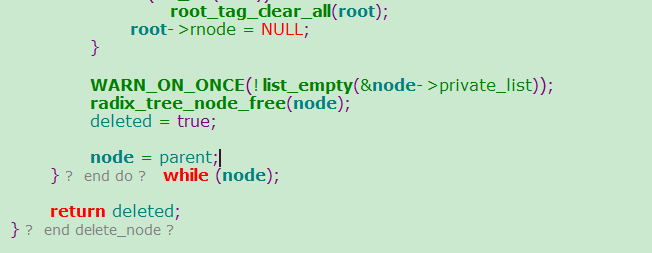 root_tag_clear_all(root);
root->rnode = NULL;
}
WARN_ON_ONCE(!list_empty(&node->private_list));
radix_tree_node_free(node);
deleted = true;
node = parent;
} ? end do ? while (node);
return deleted;
} ? end delete_node ?